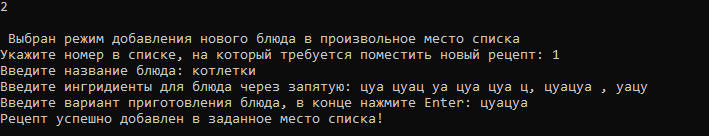 2
Выбран режим добавления нового блюда в произвольное место списка
Укажите номер в списке, на который требуется поместить новый рецепт: 1
Введите название блюда: котлетки
Введите ингридиенты для блюда через запятую: цуа цуац уа цуа цуа ц, цуацуа , уацу
Введите вариант приготовления блюда, в конце нажмите Enter: цуацуа
Рецепт успешно добавлен в заданное место списка!